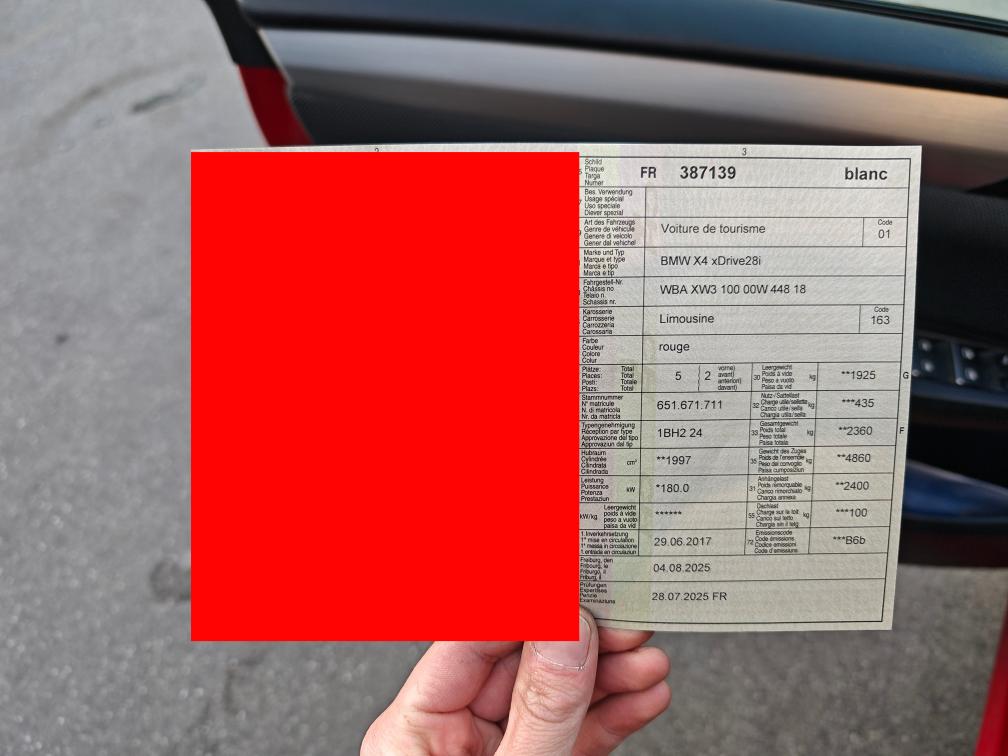 2
3
Schild
Plaque
Targa
Numer
FR 387139 blanc
Bes. Verwendung
Usage spécial
Uso speciale
Diever spezial
Art des Fahrzeugs
Genre de véhicule
Genere di veicolo
Gener dal vehichel
Voiture de tourisme
Code
01
Marke und Typ
Marque et type
Marca e tipo
Marca e tip
BMW X4 xDrive28i
Fahrgestell-Nr.
Châssis no
Telaio n.
Schassis nr.
WBA XW3 100 00W 448 18
Karosserie
Carrosserie
Carrozzeria
Carossaria
Limousine
Code
163
Farbe
Couleur
Colore
Colur
rouge
Plätze: Total
Places: Total
Posti: Totale
Plazs: Total
5 2
vorne)
avant)
anteriori)
davant)
30
Leergewicht
Poids à vide
Peso a vuoto
Paisa da vid
kg
**1925
G
Stammnummer
N° matricule
N. di matricola
Nr. da matricla
651.671.711
32
Nutz-/Sattellast
Charge utile/sellette
Carico utile/sella
Chargia utila/sella
kg
***435
Typengenehmigung
Réception par type
Approvazione del tipo
Approvaziun dal tip
1BH2 24
33
Gesamtgewicht
Poids total
Peso totale
Paisa totala
kg
**2360
F
Hubraum
Cylindrée
Cilindrata
Cilindrada
cm³
**1997
35
Gewicht des Zuges
Poids de l'ensemble
Peso del convoglio
Paisa cumposiziun
kg
**4860
Leistung
Puissance
Potenza
Prestaziun
kW
*180.0
31
Anhängelast
Poids remorquable
Carico rimorchiato
Chargia annexa
kg
**2400
kW/kg
Leergewicht
poids à vide
peso a vuoto
paisa da vid
******
55
Dachlast
Charge sur le toit
Carico sul tetto
Chargia sin il tetg
kg
***100
1. Inverkehrsetzung
1re mise en circulation
1a messa in circolazione
1. entrada en circulaziun
29.06.2017
72
Emissionscode
Code émissions
Codice emissioni
Code d'emissiuns
***B6b
Freiburg, den
Fribourg, le
Friburgo, il
Friburg, il
04.08.2025
Prüfungen
Expertises
Perizie
Examinaziuns
28.07.2025 FR